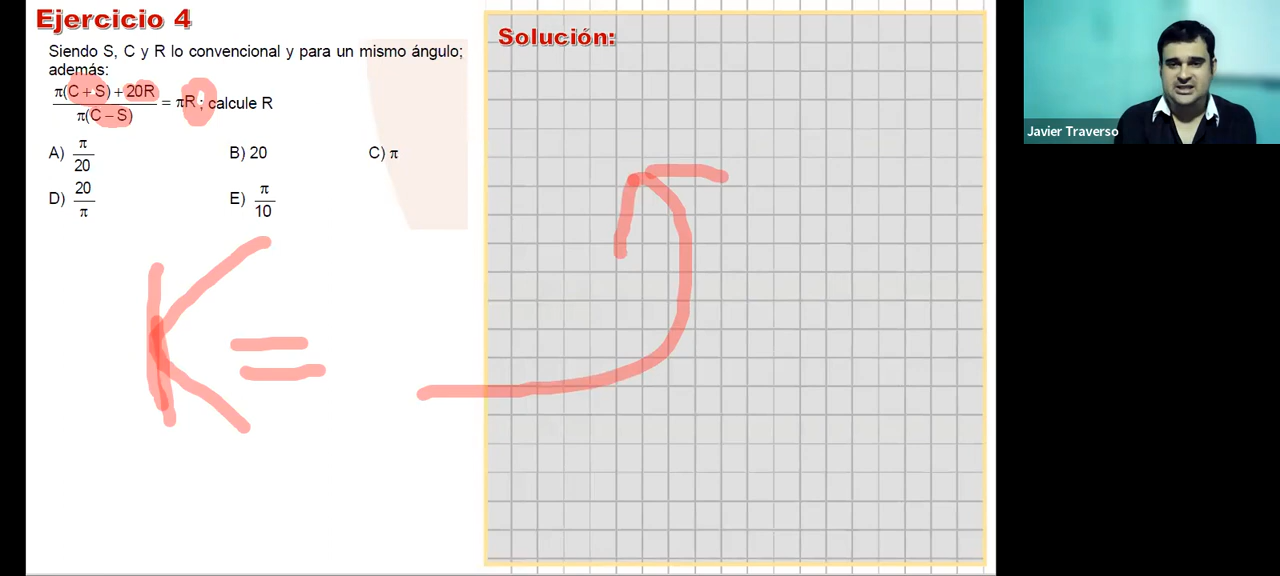 Ejercicio 4
Siendo S, C y R lo convencional y para un mismo ángulo;
además:
π(C + S) + 20R / π(C − S) = πR ; calcule R
A) π/20 B) 20 C) π
D) 20/π E) π/10
K =
Solución:
Javier Traverso